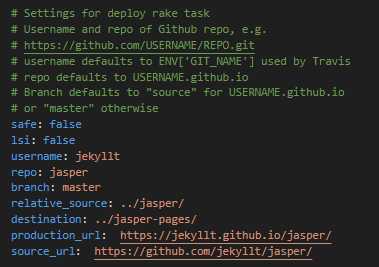 # Settings for deploy rake task
# Username and repo of Github repo, e.g.
# https://github.com/USERNAME/REPO.git
# username defaults to ENV['GIT_NAME'] used by Travis
# repo defaults to USERNAME.github.io
# Branch defaults to "source" for USERNAME.github.io
# or "master" otherwise
safe: false
lsi: false
username: jekyllt
repo: jasper
branch: master
relative_source: ../jasper/
destination: ../jasper-pages/
production_url:  https://jekyllt.github.io/jasper/
source_url:  https://github.com/jekyllt/jasper/